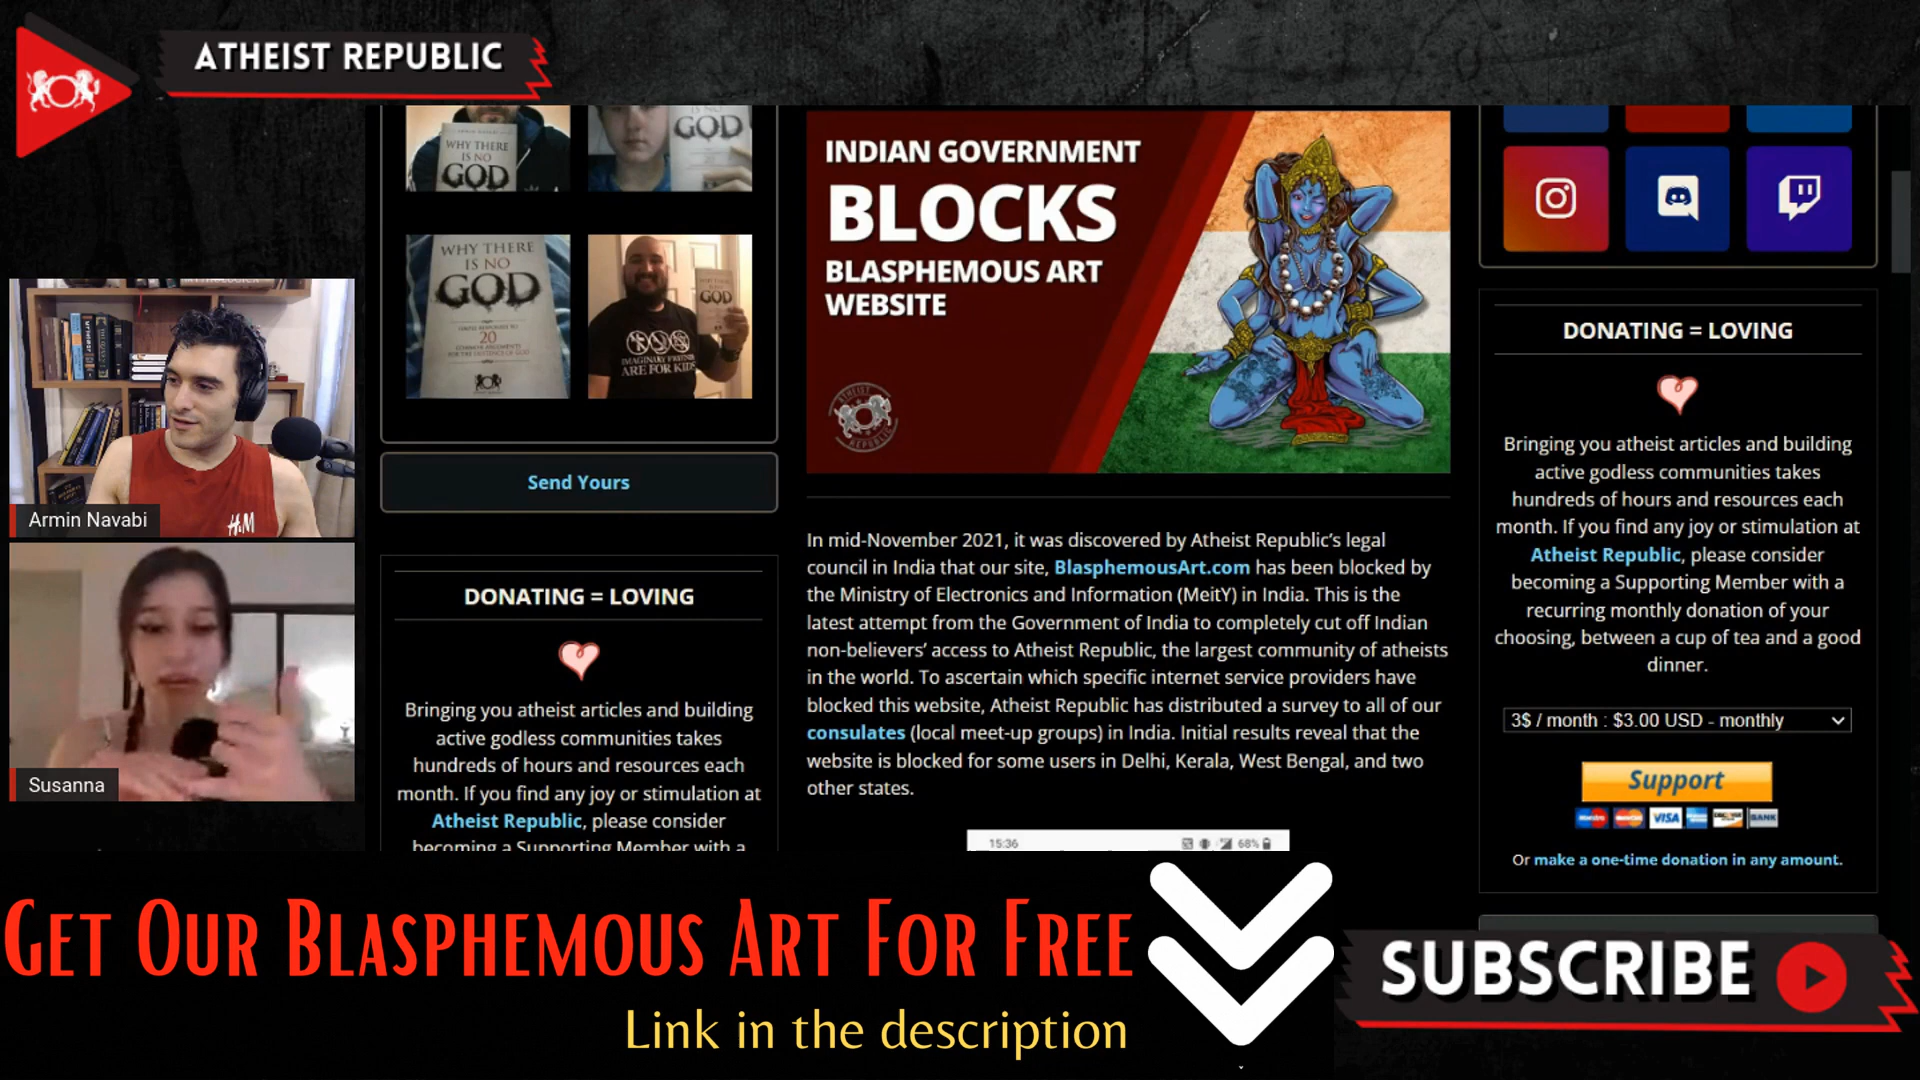 ATHEIST REPUBLIC
WHY THERE
IS NO
GOD
IS NO
GOD
WHY THERE
IS NO
GOD
20
GOD
IMAGINARY FRIENDS
ARE FOR KIDS
Send Yours
DONATING = LOVING
Bringing you atheist articles and building
active godless communities takes
hundreds of hours and resources each
month. If you find any joy or stimulation at
Atheist Republic, please consider
becoming a Supporting Member with a
INDIAN GOVERNMENT
BLOCKS
BLASPHEMOUS ART
WEBSITE
ATHEIST
REPUBLIC
In mid-November 2021, it was discovered by Atheist Republic’s legal
council in India that our site, BlasphemousArt.com has been blocked by
the Ministry of Electronics and Information (MeitY) in India. This is the
latest attempt from the Government of India to completely cut off Indian
non-believers’ access to Atheist Republic, the largest community of atheists
in the world. To ascertain which specific internet service providers have
blocked this website, Atheist Republic has distributed a survey to all of our
consulates (local meet-up groups) in India. Initial results reveal that the
website is blocked for some users in Delhi, Kerala, West Bengal, and two
other states.
15:36
68%
DONATING = LOVING
Bringing you atheist articles and building
active godless communities takes
hundreds of hours and resources each
month. If you find any joy or stimulation at
Atheist Republic, please consider
becoming a Supporting Member with a
recurring monthly donation of your
choosing, between a cup of tea and a good
dinner.
3$ / month : $3.00 USD - monthly
Support
VISA
BANK
Or make a one-time donation in any amount.
H&M
Armin Navabi
Susanna
GET OUR BLASPHEMOUS ART FOR FREE
Link in the description
SUBSCRIBE